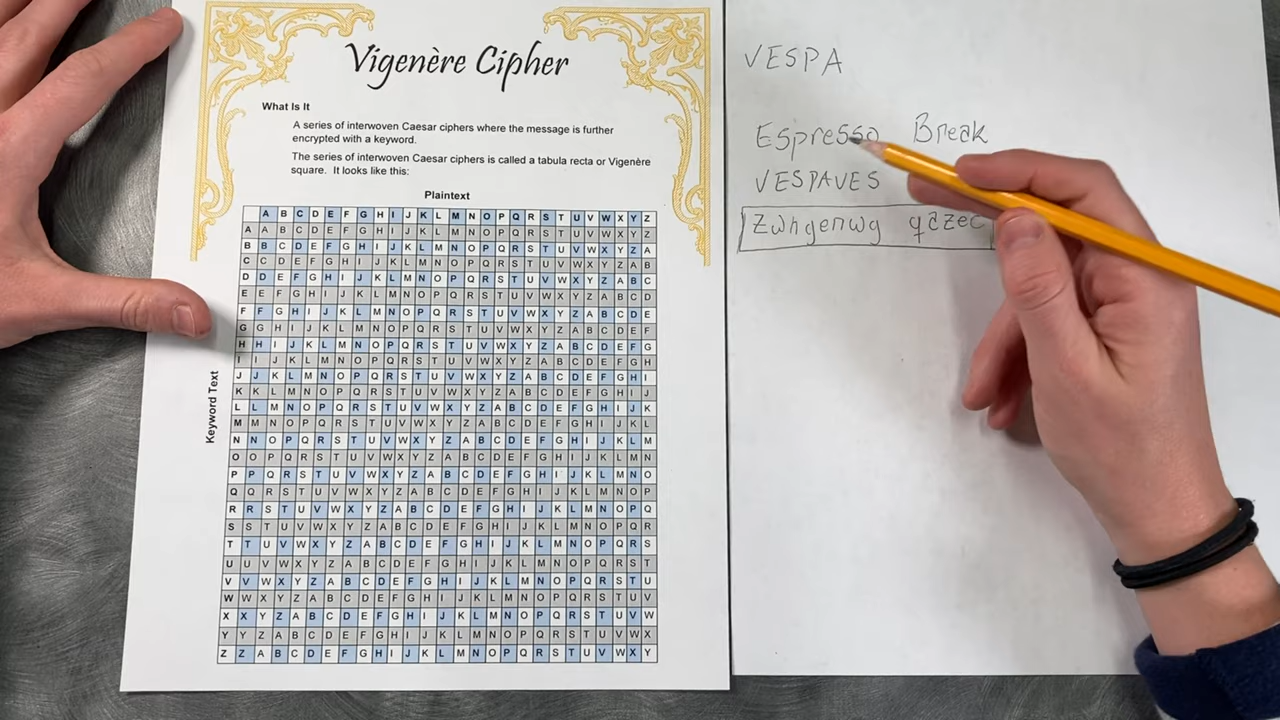 Vigenère Cipher
What Is It
A series of interwoven Caesar ciphers where the message is further
encrypted with a keyword.
The series of interwoven Caesar ciphers is called a tabula recta or Vigenère
square. It looks like this:
Plaintext
A B C D E F G H I J K L M N O P Q R S T U V W X Y Z
A A B C D E F G H I J K L M N O P Q R S T U V W X Y Z
B B C D E F G H I J K L M N O P Q R S T U V W X Y Z A
C C D E F G H I J K L M N O P Q R S T U V W X Y Z A B
D D E F G H I J K L M N O P Q R S T U V W X Y Z A B C
E E F G H I J K L M N O P Q R S T U V W X Y Z A B C D
F F G H I J K L M N O P Q R S T U V W X Y Z A B C D E
G G H I J K L M N O P Q R S T U V W X Y Z A B C D E F
H H I J K L M N O P Q R S T U V W X Y Z A B C D E F G
I I J K L M N O P Q R S T U V W X Y Z A B C D E F G H
J J K L M N O P Q R S T U V W X Y Z A B C D E F G H I
K K L M N O P Q R S T U V W X Y Z A B C D E F G H I J
L L M N O P Q R S T U V W X Y Z A B C D E F G H I J K
M M N O P Q R S T U V W X Y Z A B C D E F G H I J K L
N N O P Q R S T U V W X Y Z A B C D E F G H I J K L M
O O P Q R S T U V W X Y Z A B C D E F G H I J K L M N
P P Q R S T U V W X Y Z A B C D E F G H I J K L M N O
Q Q R S T U V W X Y Z A B C D E F G H I J K L M N O P
R R S T U V W X Y Z A B C D E F G H I J K L M N O P Q
S S T U V W X Y Z A B C D E F G H I J K L M N O P Q R
T T U V W X Y Z A B C D E F G H I J K L M N O P Q R S
U U V W X Y Z A B C D E F G H I J K L M N O P Q R S T
V V W X Y Z A B C D E F G H I J K L M N O P Q R S T U
W W X Y Z A B C D E F G H I J K L M N O P Q R S T U V
X X Y Z A B C D E F G H I J K L M N O P Q R S T U V W
Y Y Z A B C D E F G H I J K L M N O P Q R S T U V W X
Z Z A B C D E F G H I J K L M N O P Q R S T U V W X Y
Keyword Text
VESPA
Espresso Break
VESPAVES
Zwhgenwg qrzec